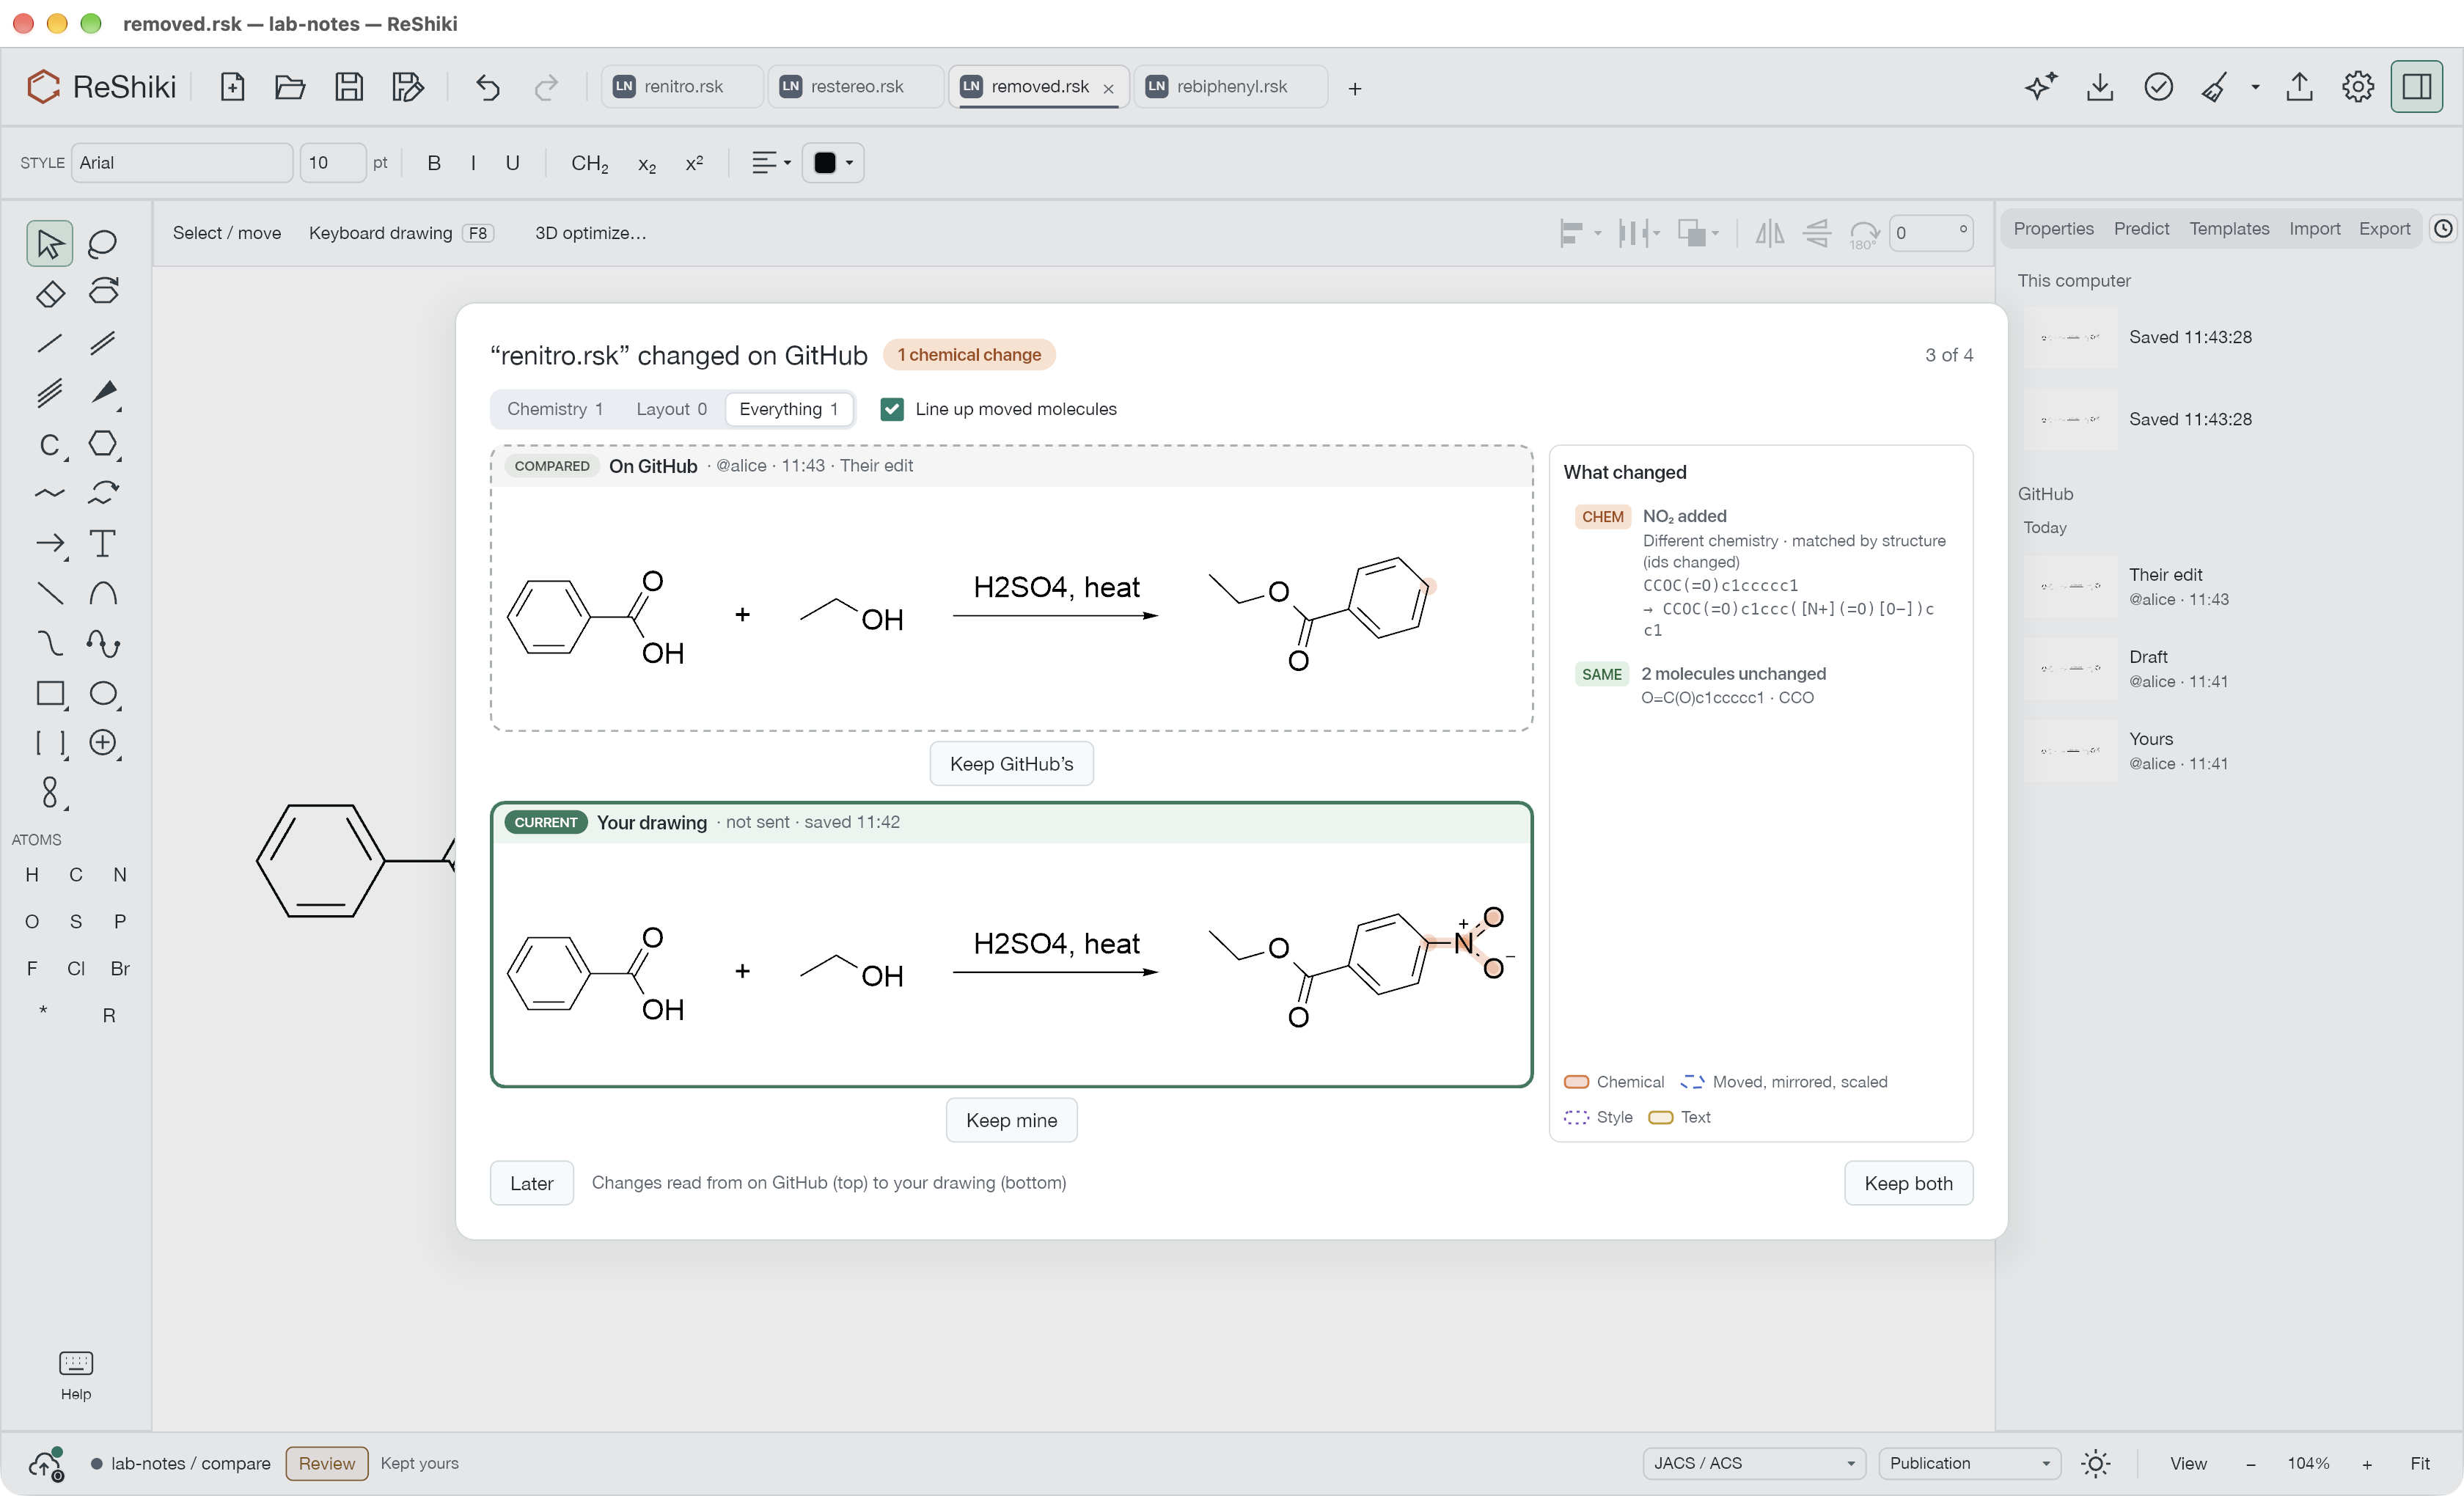 removed.rsk — lab-notes — ReShiki
ReShiki
LN renitro.rsk
LN restereo.rsk
LN removed.rsk ×
LN rebiphenyl.rsk
+
STYLE Arial 10 pt B I U CH₂ x₂ x²
Select / move Keyboard drawing F8 3D optimize…
180° 0 °
Properties Predict Templates Import Export
This computer
Saved 11:43:28
Saved 11:43:28
GitHub
Today
Their edit
@alice · 11:43
Draft
@alice · 11:41
Yours
@alice · 11:41
C
T
ATOMS
H C N
O S P
F Cl Br
* R
Help
“renitro.rsk” changed on GitHub 1 chemical change 3 of 4
Chemistry 1 Layout 0 Everything 1 Line up moved molecules
COMPARED On GitHub · @alice · 11:43 · Their edit
O
OH
+
OH
H2SO4, heat
O
O
Keep GitHub’s
CURRENT Your drawing · not sent · saved 11:42
O
OH
+
OH
H2SO4, heat
O
O
N+
O
O−
Keep mine
What changed
CHEM NO₂ added
Different chemistry · matched by structure
(ids changed)
CCOC(=O)c1ccccc1
→ CCOC(=O)c1ccc([N+](=O)[O−])c
c1
SAME 2 molecules unchanged
O=C(O)c1ccccc1 · CCO
Chemical Moved, mirrored, scaled
Style Text
Later Changes read from on GitHub (top) to your drawing (bottom) Keep both
0 lab-notes / compare Review Kept yours
JACS / ACS Publication View − 104% + Fit